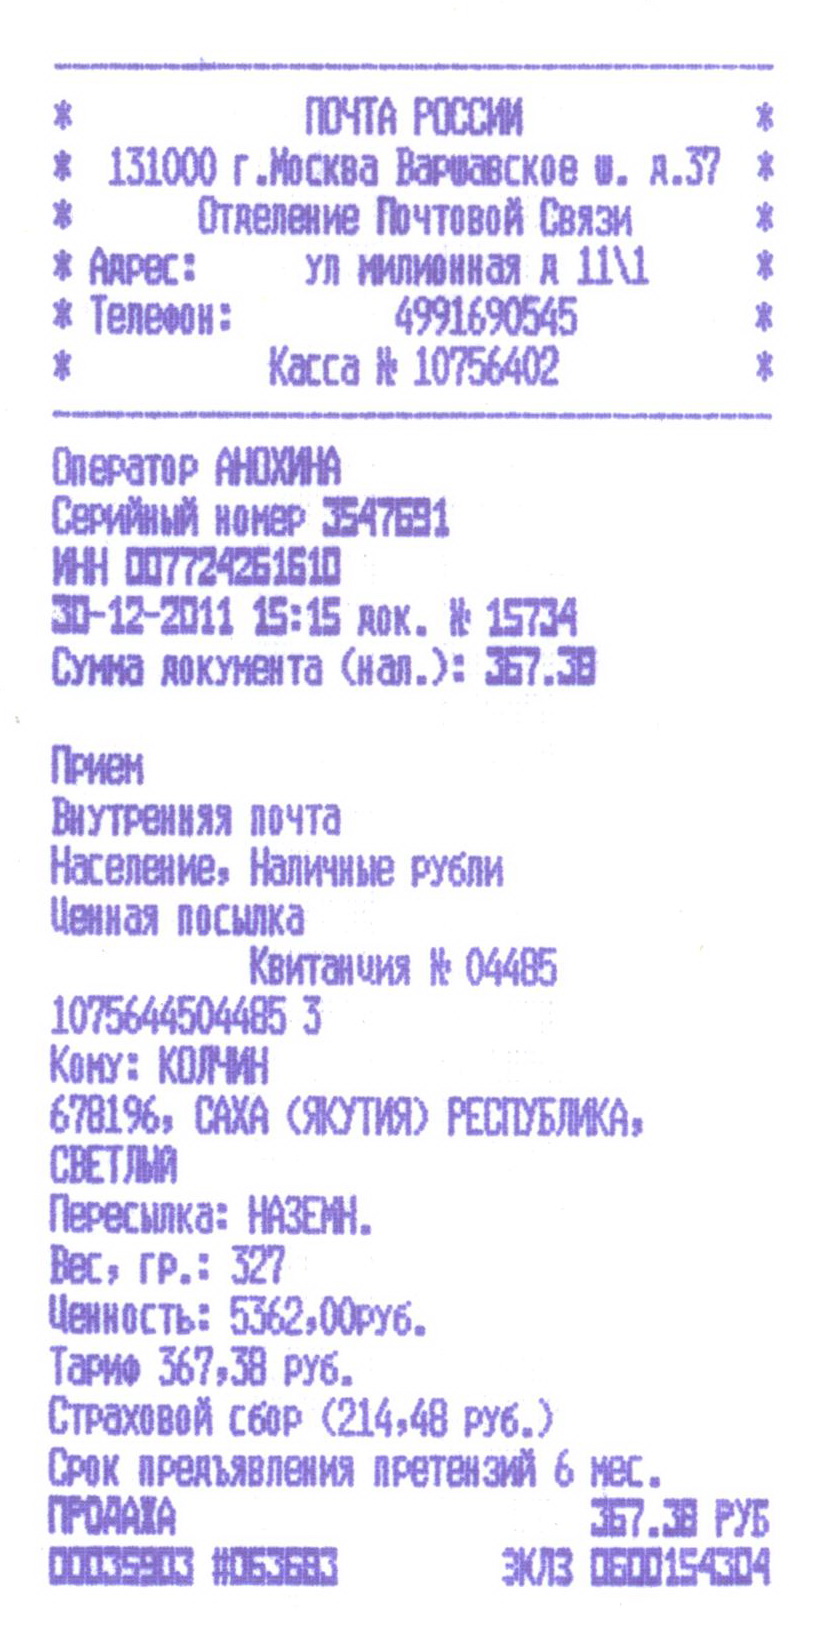 * ПОЧТА РОССИИ *
* 131000 г.Москва Варшавское ш. д.37 *
* Отделение Почтовой Связи *
* Адрес: ул милионная д 11\1 *
* Телефон: 4991690545 *
* Касса № 10756402 *
Оператор АНОХИНА
Серийный номер 3547691
ИНН 007724261610
30-12-2011 15:15 док. № 15734
Сумма документа (нал.): 367.38
Прием
Внутренняя почта
Население, Наличные рубли
Ценная посылка
Квитанция № 04485
1075644504485 3
Кому: КОЛЧИН
678196, САХА (ЯКУТИЯ) РЕСПУБЛИКА,
СВЕТЛЫЙ
Пересылка: НАЗЕМН.
Вес, гр.: 327
Ценность: 5362,00руб.
Тариф 367,38 руб.
Страховой сбор (214,48 руб.)
Срок предъявления претензий 6 мес.
ПРОДАЖА 367.38 РУБ
00035903 #063683 ЭКЛЗ 0600154304